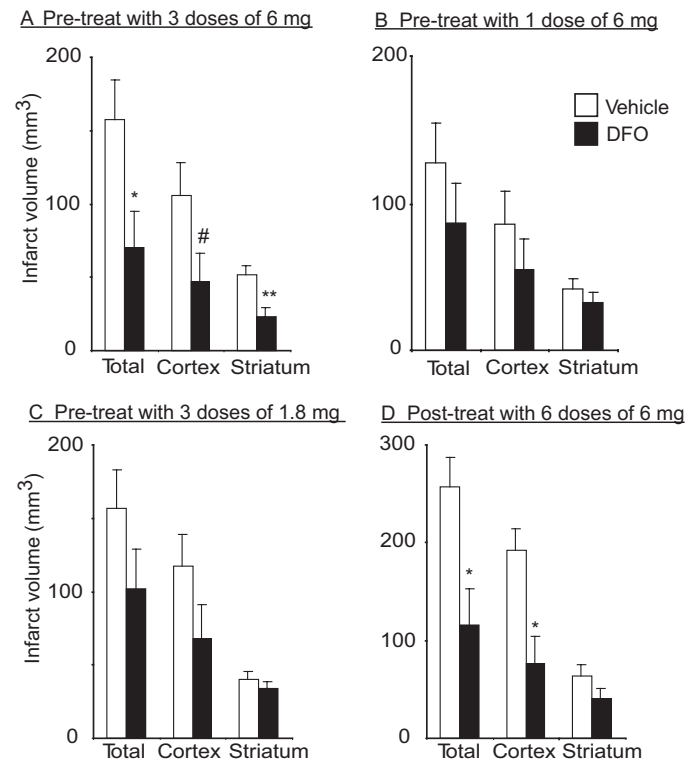 A Pre-treat with 3 doses of 6 mg
200
100
0
Infarct volume (mm3)
*
#
**
Total Cortex Striatum
B Pre-treat with 1 dose of 6 mg
200
100
0
Vehicle
DFO
Total Cortex Striatum
C Pre-treat with 3 doses of 1.8 mg
200
100
0
Infarct volume (mm3)
Total Cortex Striatum
D Post-treat with 6 doses of 6 mg
300
200
100
0
*
*
Total Cortex Striatum